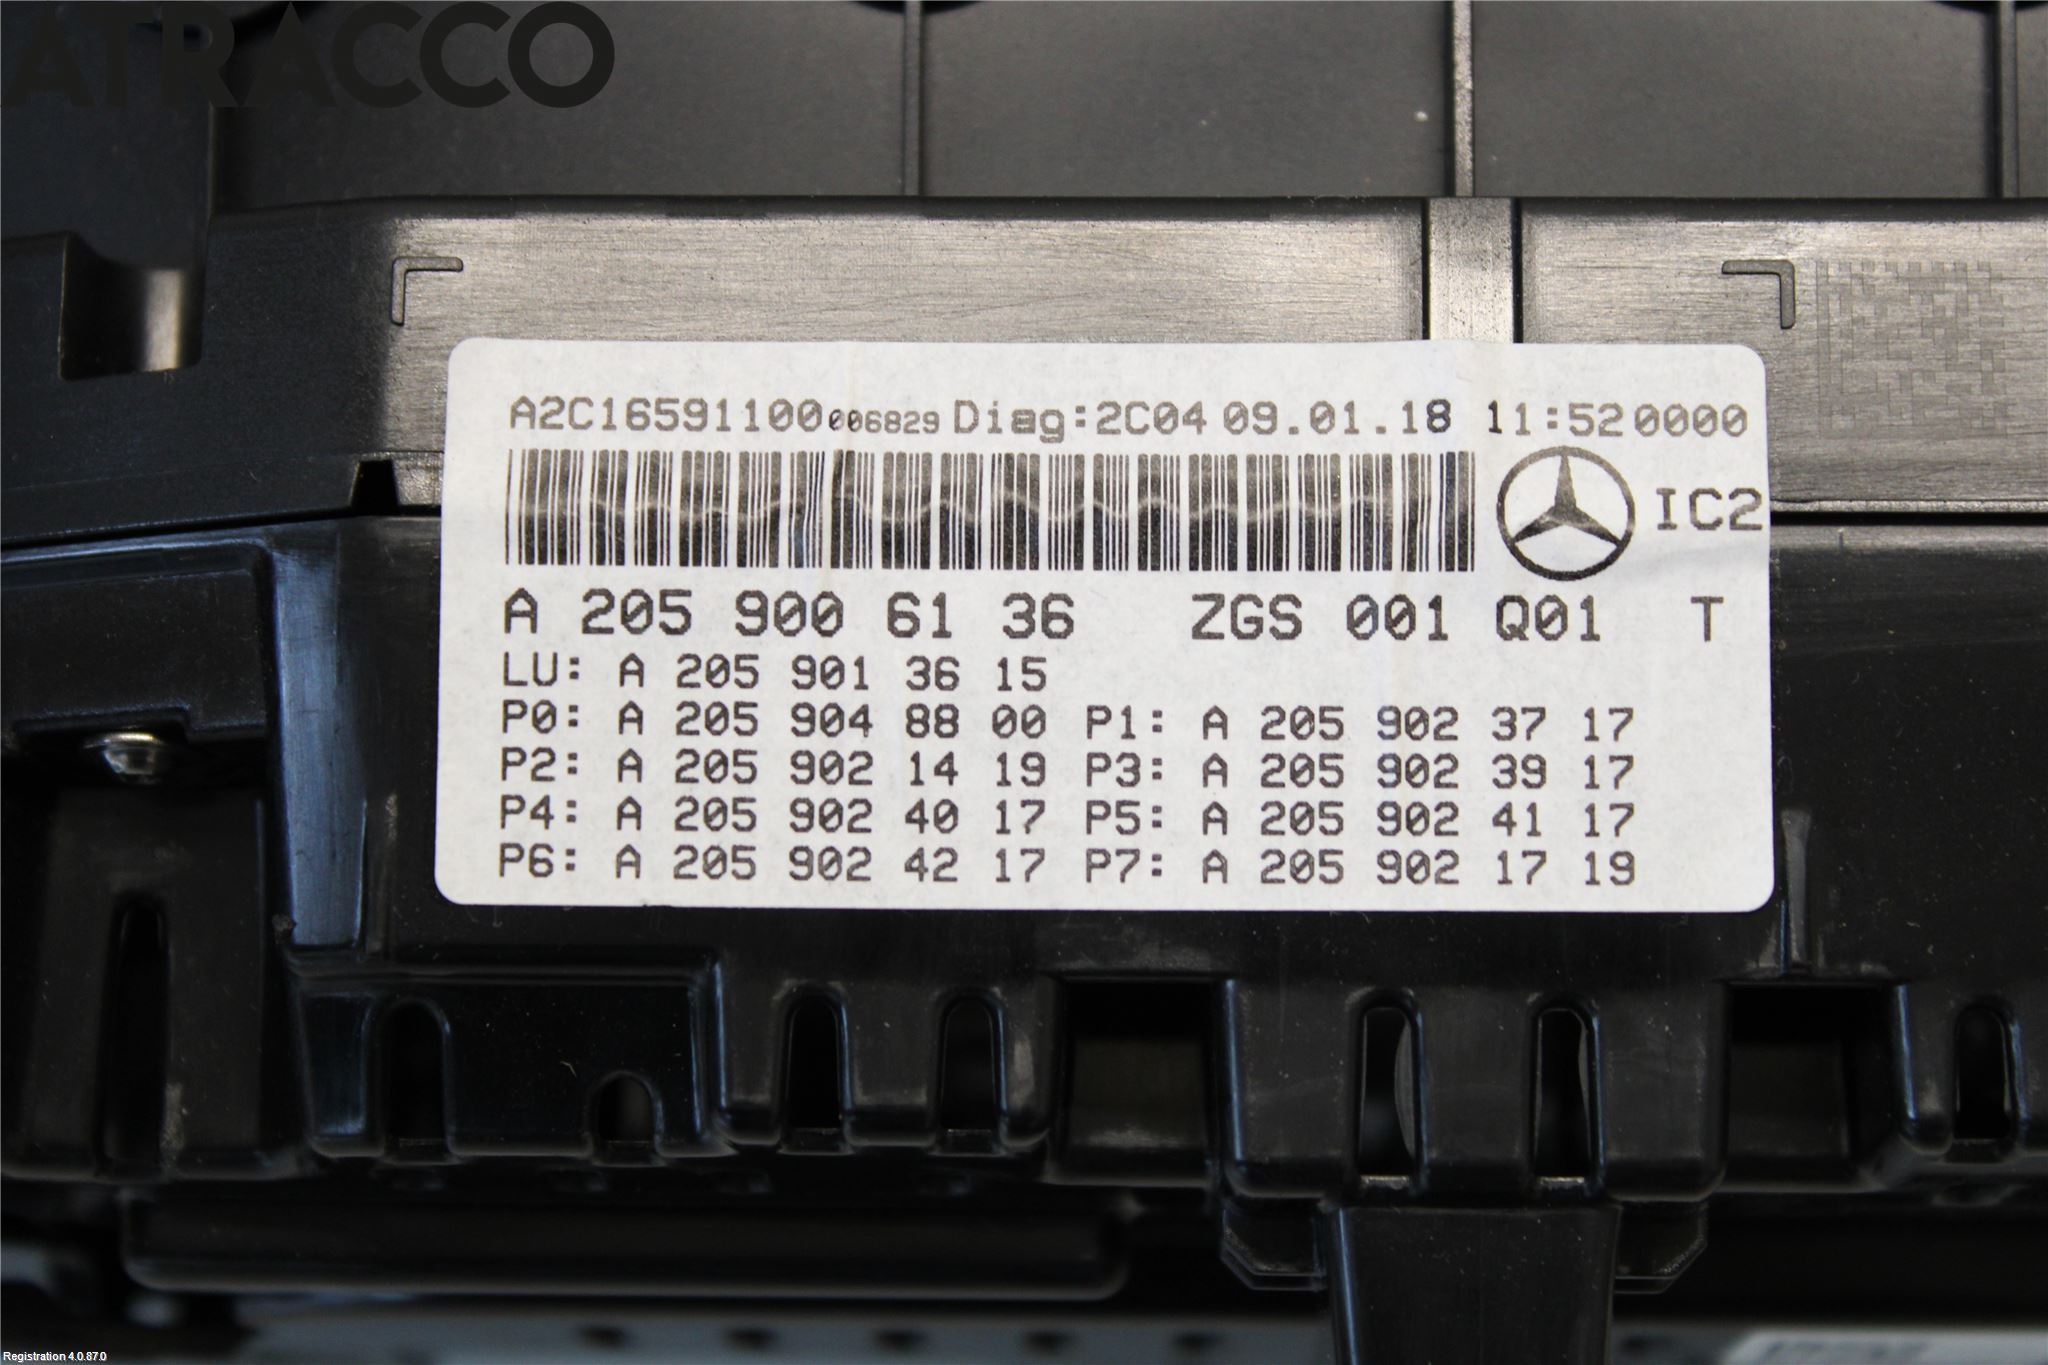 ATRACCO
A2C16591100006829 Diag:2C04 09.01.18 11:520000
IC2
A 205 900 61 36 ZGS 001 Q01 T
LU: A 205 901 36 15
P0: A 205 904 88 00 P1: A 205 902 37 17
P2: A 205 902 14 19 P3: A 205 902 39 17
P4: A 205 902 40 17 P5: A 205 902 41 17
P6: A 205 902 42 17 P7: A 205 902 17 19
Registration 4.0.87.0